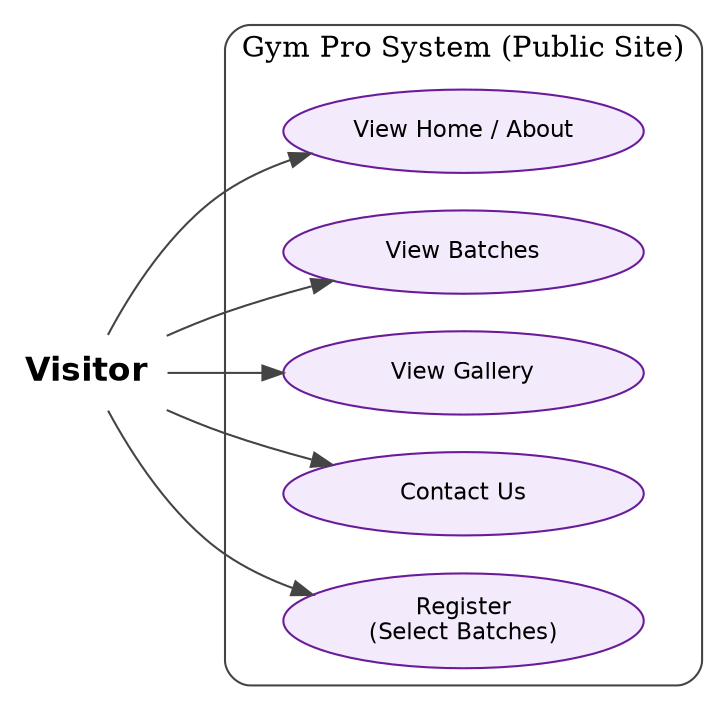 Gym Pro System (Public Site)
View Home / About
View Batches
Visitor
View Gallery
Contact Us
Register
(Select Batches)